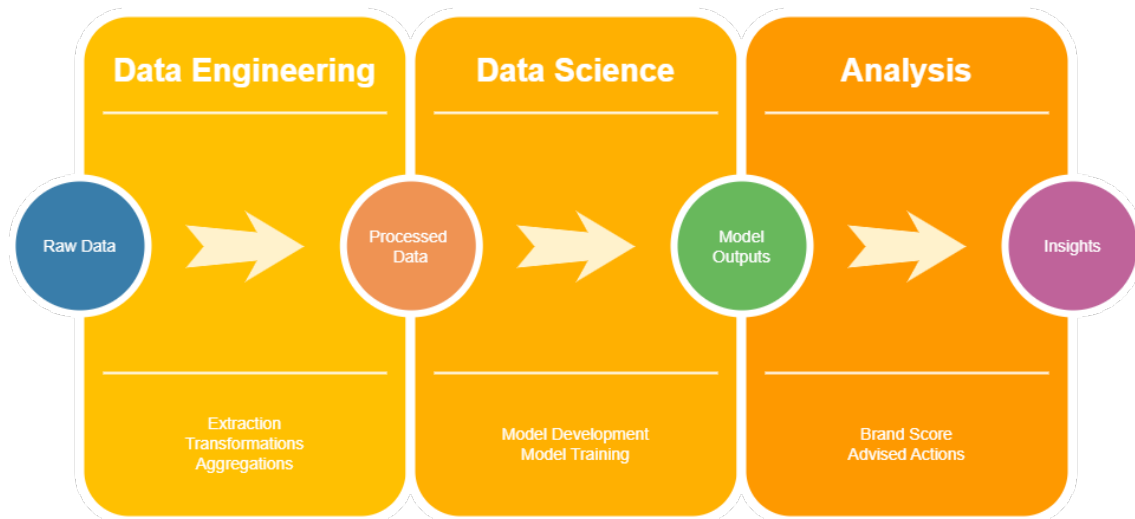 Data Engineering
Data Science
Analysis
Raw Data
Processed
Data
Model
Outputs
Insights
Extraction
Transformations
Aggregations
Model Development
Model Training
Brand Score
Advised Actions